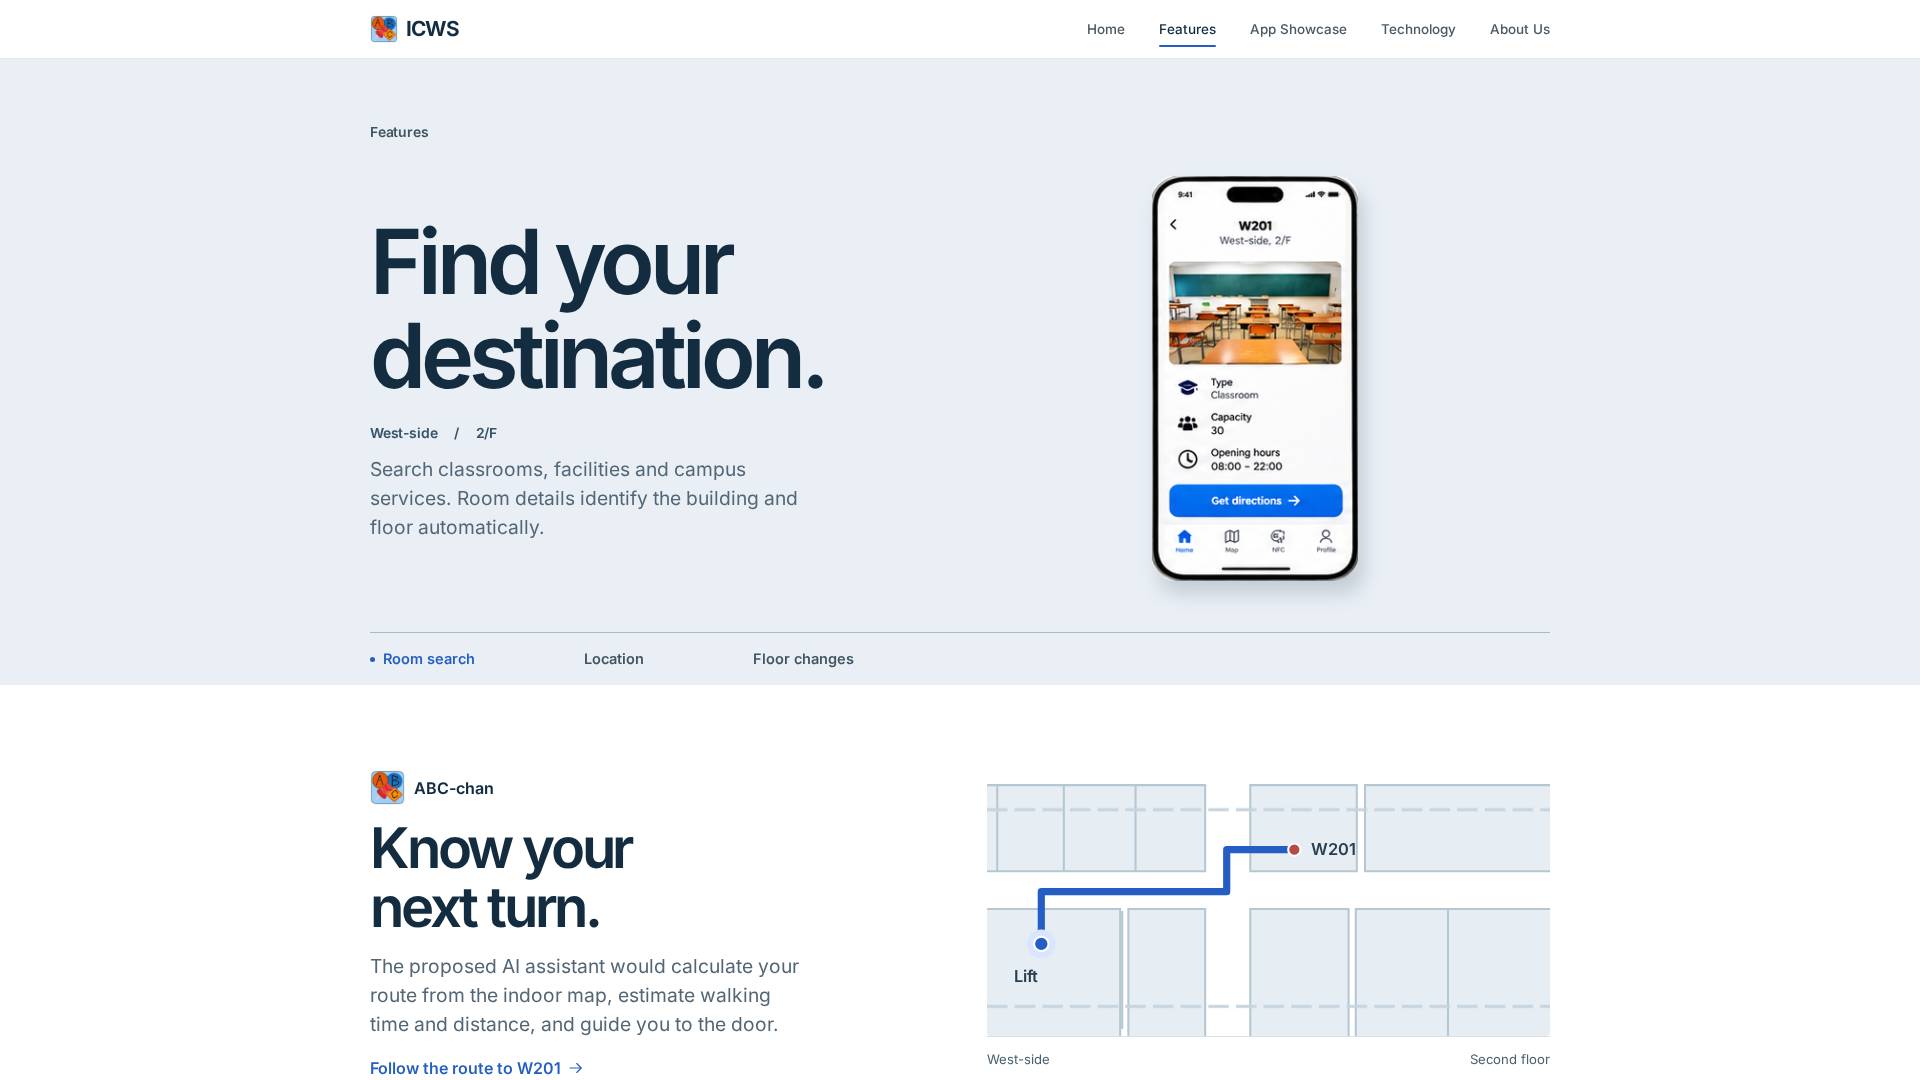 ICWS
Home
Features
App Showcase
Technology
About Us
Features
Find your
destination.
West-side / 2/F
Search classrooms, facilities and campus
services. Room details identify the building and
floor automatically.
9:41
W201
West-side, 2/F
Type
Classroom
Capacity
30
Opening hours
08:00 – 22:00
Get directions →
Home
Map
NFC
Profile
Room search
Location
Floor changes
A B C
ABC-chan
Know your
next turn.
The proposed AI assistant would calculate your
route from the indoor map, estimate walking
time and distance, and guide you to the door.
Follow the route to W201 →
W201
Lift
West-side
Second floor